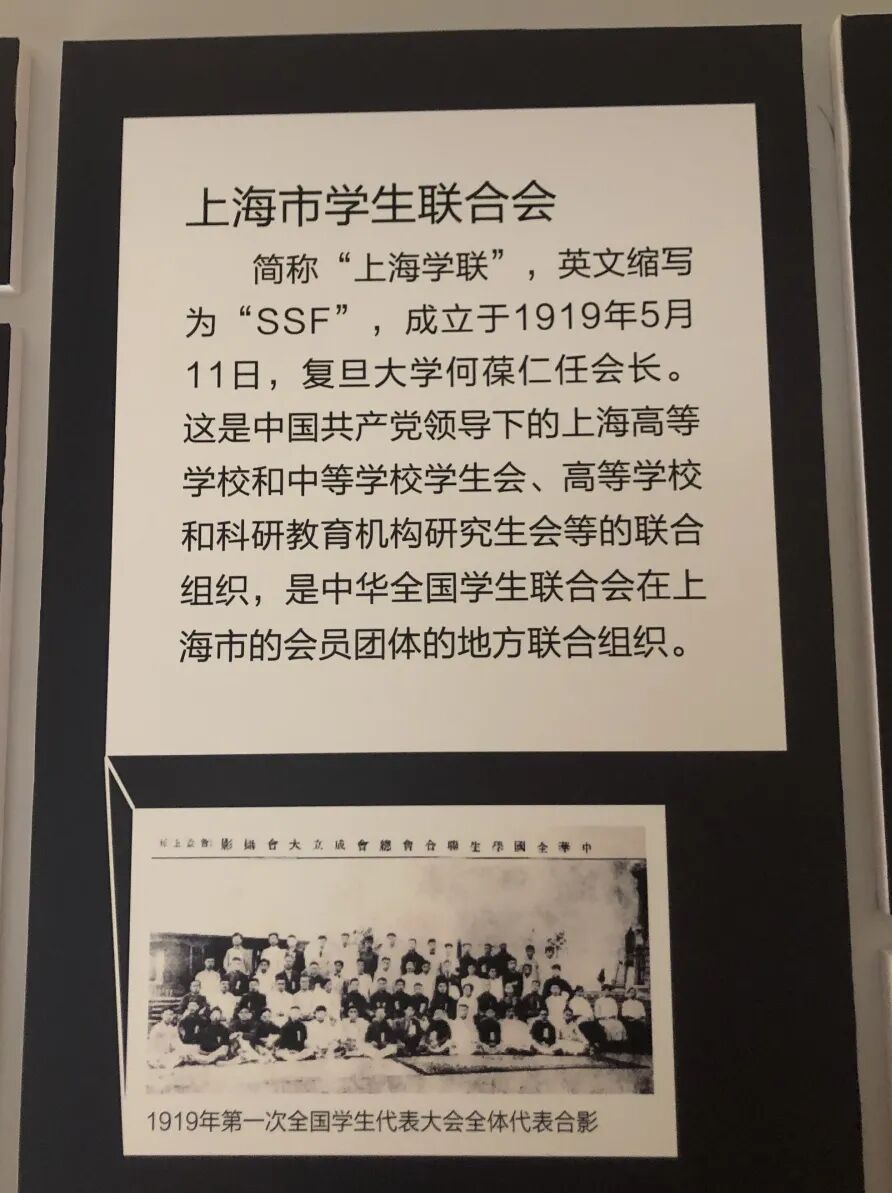 上海市学生联合会
简称“上海学联”，英文缩写
为“SSF”，成立于1919年5月
11日，复旦大学何葆仁任会长。
这是中国共产党领导下的上海高等
学校和中等学校学生会、高等学校
和科研教育机构研究生会等的联合
组织，是中华全国学生联合会在上
海市的会员团体的地方联合组织。
中華全國學生聯合會總會成立大會攝影
1919年第一次全国学生代表大会全体代表合影